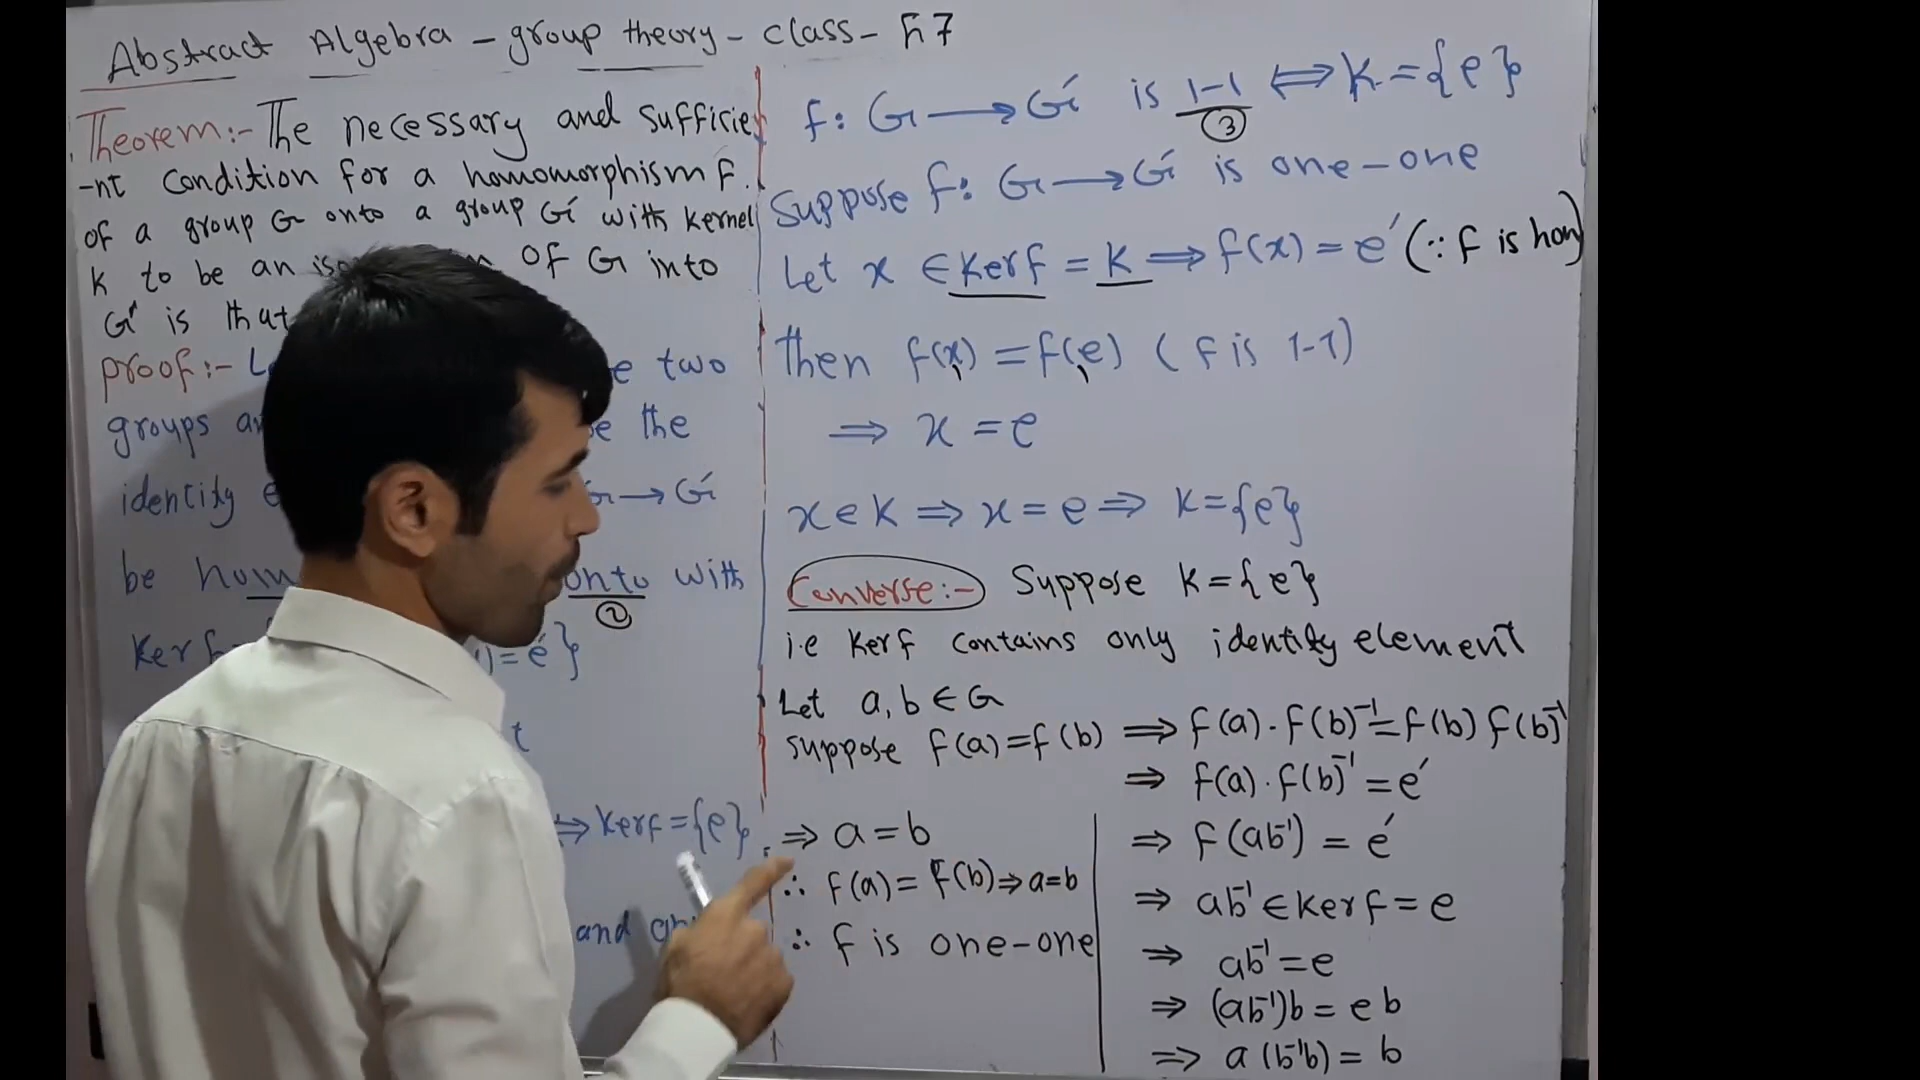 Abstract Algebra - group theory - class - 57
Theorem:- The necessary and sufficie
-nt condition for a homomorphism f.
of a group G onto a group G' with kernel
K to be an of G into
G' is that
proof:- two
groups the
identity G → G'
be onto with
②
Ker f = e'}
⇒ Kerf = {e}
and
f: G → G' is 1-1 ⇔ K = {e}
③
Suppose f: G → G' is one-one
Let x ∈ Kerf = K ⇒ f(x) = e' (∵ f is hom)
then f(x) = f(e) (f is 1-1)
⇒ x = e
x ∈ K ⇒ x = e ⇒ K = {e}
Converse:- Suppose K = {e}
i.e Kerf contains only identity element
Let a, b ∈ G
suppose f(a) = f(b) ⇒ f(a) . f(b)⁻¹ = f(b) f(b)⁻¹
⇒ f(a) . f(b)⁻¹ = e'
⇒ f(ab⁻¹) = e'
⇒ ab⁻¹ ∈ Kerf = e
⇒ ab⁻¹ = e
⇒ (ab⁻¹)b = eb
⇒ a(b⁻¹b) = b
⇒ a = b
∴ f(a) = f(b) ⇒ a = b
∴ f is one-one